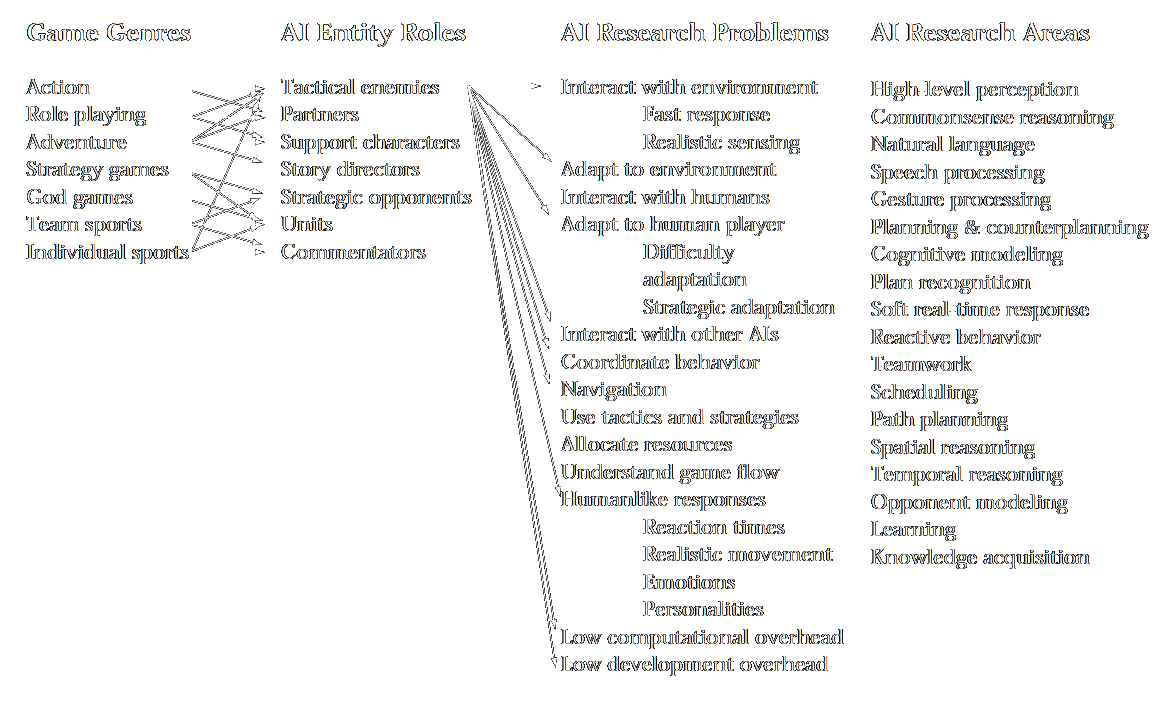 Game Genres
Action
Role playing
Adventure
Strategy games
God games
Team sports
Individual sports
AI Entity Roles
Tactical enemies
Partners
Support characters
Story directors
Strategic opponents
Units
Commentators
AI Research Problems
Interact with environment
Fast response
Realistic sensing
Adapt to environment
Interact with humans
Adapt to human player
Difficulty
adaptation
Strategic adaptation
Interact with other AIs
Coordinate behavior
Navigation
Use tactics and strategies
Allocate resources
Understand game flow
Humanlike responses
Reaction times
Realistic movement
Emotions
Personalities
Low computational overhead
Low development overhead
AI Research Areas
High-level perception
Commonsense reasoning
Natural language
Speech processing
Gesture processing
Planning & counterplanning
Cognitive modeling
Plan recognition
Soft real-time response
Reactive behavior
Teamwork
Scheduling
Path planning
Spatial reasoning
Temporal reasoning
Opponent modeling
Learning
Knowledge acquisition